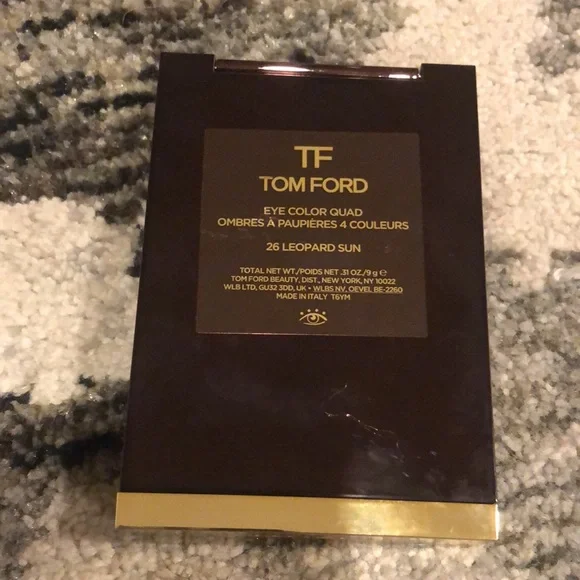 TF
TOM FORD
EYE COLOR QUAD
OMBRES À PAUPIÈRES 4 COULEURS
26 LEOPARD SUN
TOTAL NET WT./POIDS NET .31 OZ./9 g ℮
TOM FORD BEAUTY, DIST., NEW YORK, NY 10022
WLB LTD, GU32 3DD, UK • WLBS NV, OEVEL BE-2260
MADE IN ITALY T6YM